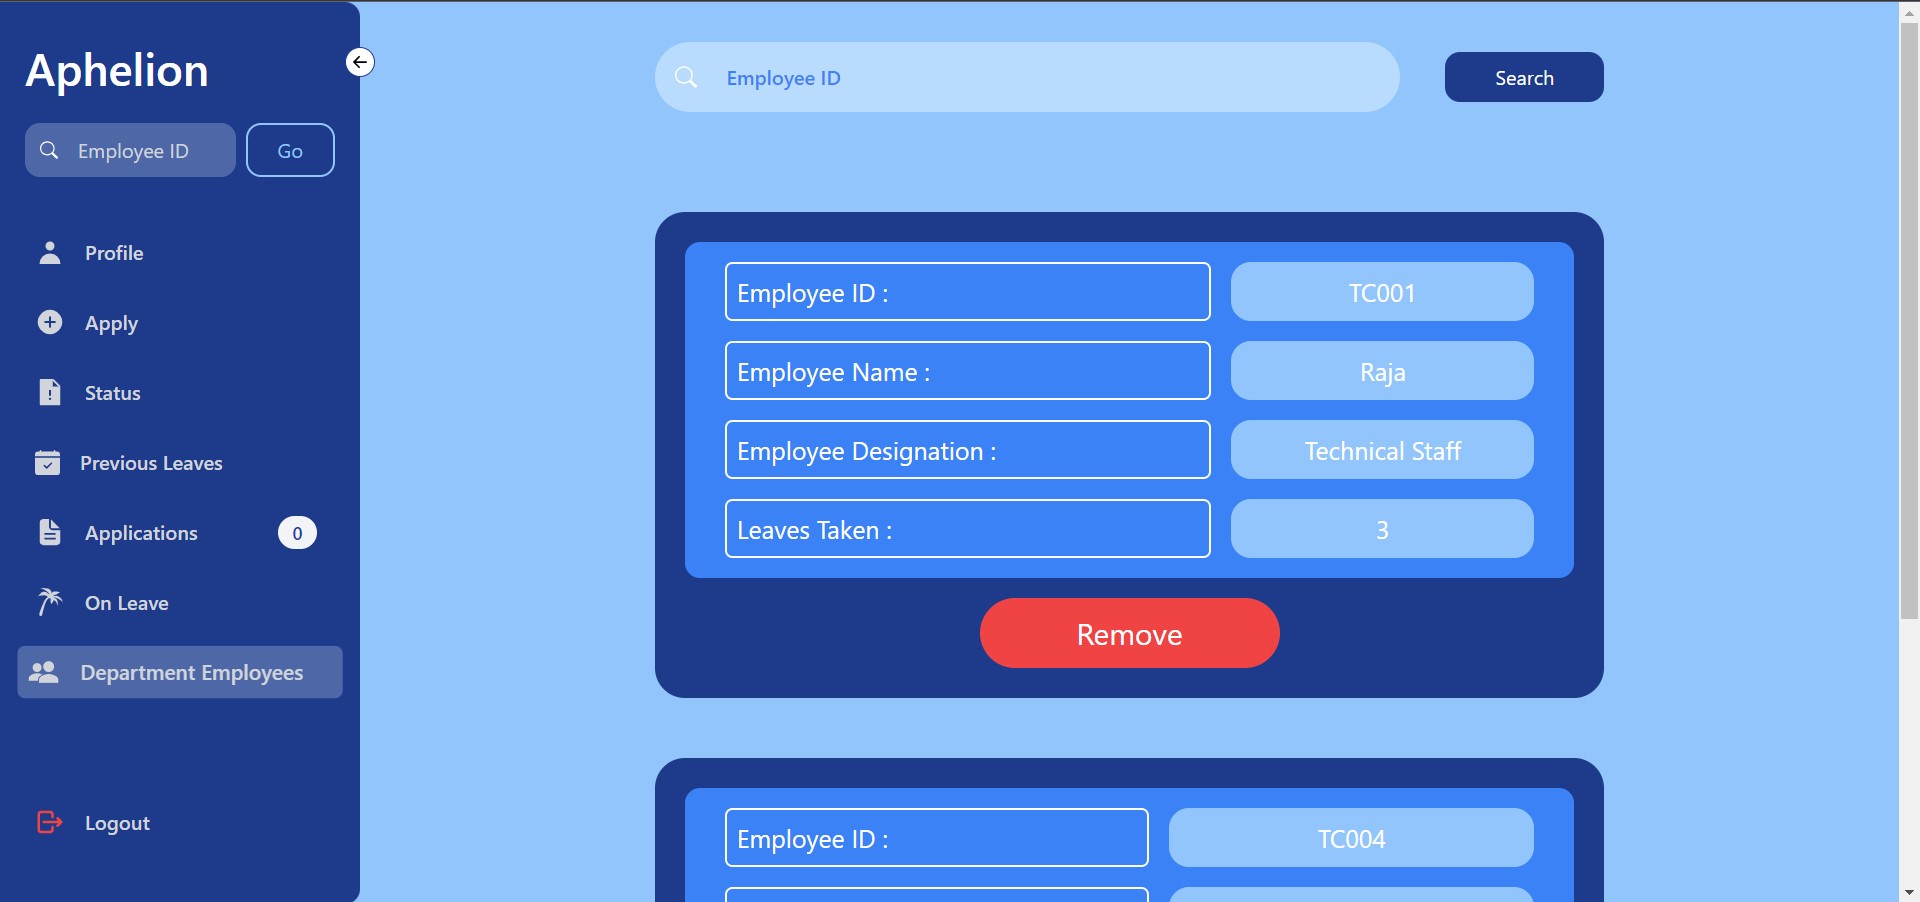 Aphelion
Employee ID
Go
Profile
Apply
Status
Previous Leaves
Applications
0
On Leave
Department Employees
Logout
Employee ID
Search
Employee ID :
TC001
Employee Name :
Raja
Employee Designation :
Technical Staff
Leaves Taken :
3
Remove
Employee ID :
TC004